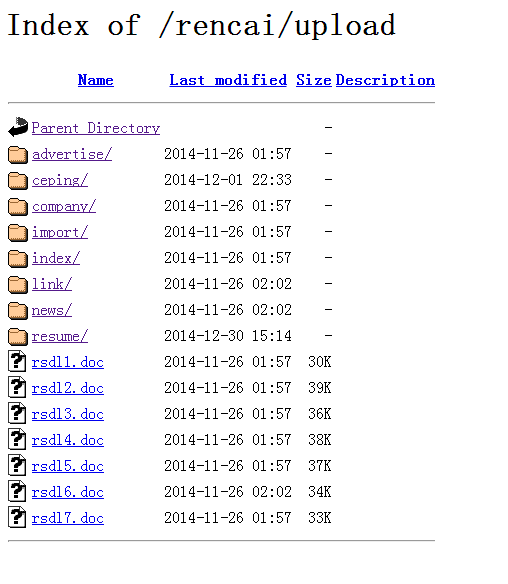 Index of /rencai/upload
Name Last modified Size Description
Parent Directory -
advertise/ 2014-11-26 01:57 -
ceping/ 2014-12-01 22:33 -
company/ 2014-11-26 01:57 -
import/ 2014-11-26 01:57 -
index/ 2014-11-26 01:57 -
link/ 2014-11-26 02:02 -
news/ 2014-11-26 02:02 -
resume/ 2014-12-30 15:14 -
rsdl1.doc 2014-11-26 01:57 30K
rsdl2.doc 2014-11-26 01:57 39K
rsdl3.doc 2014-11-26 01:57 36K
rsdl4.doc 2014-11-26 01:57 38K
rsdl5.doc 2014-11-26 01:57 37K
rsdl6.doc 2014-11-26 02:02 34K
rsdl7.doc 2014-11-26 01:57 33K